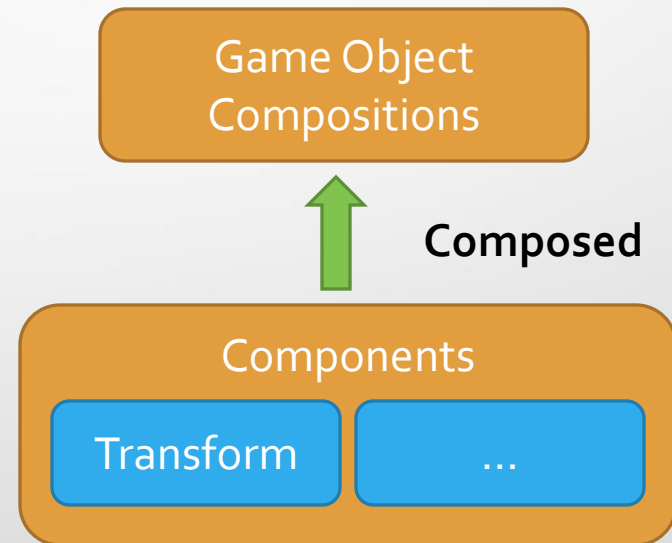 Game Object
Compositions
Composed
Components
Transform
...